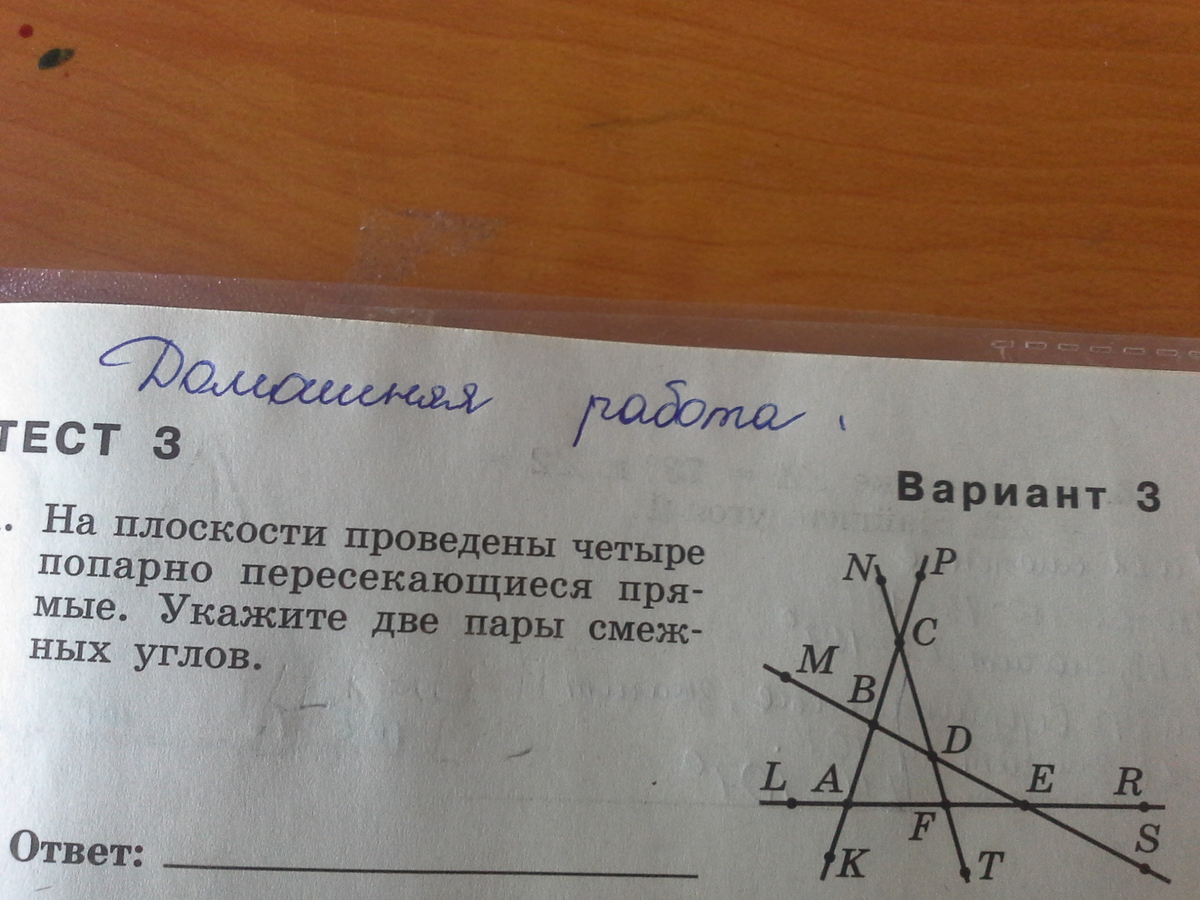 Домашняя работа.
ТЕСТ 3
Вариант 3
. На плоскости проведены четыре
попарно пересекающиеся пря-
мые. Укажите две пары смеж-
ных углов.
Ответ:
N P
C
M
B
D
L A E R
F
S
K T